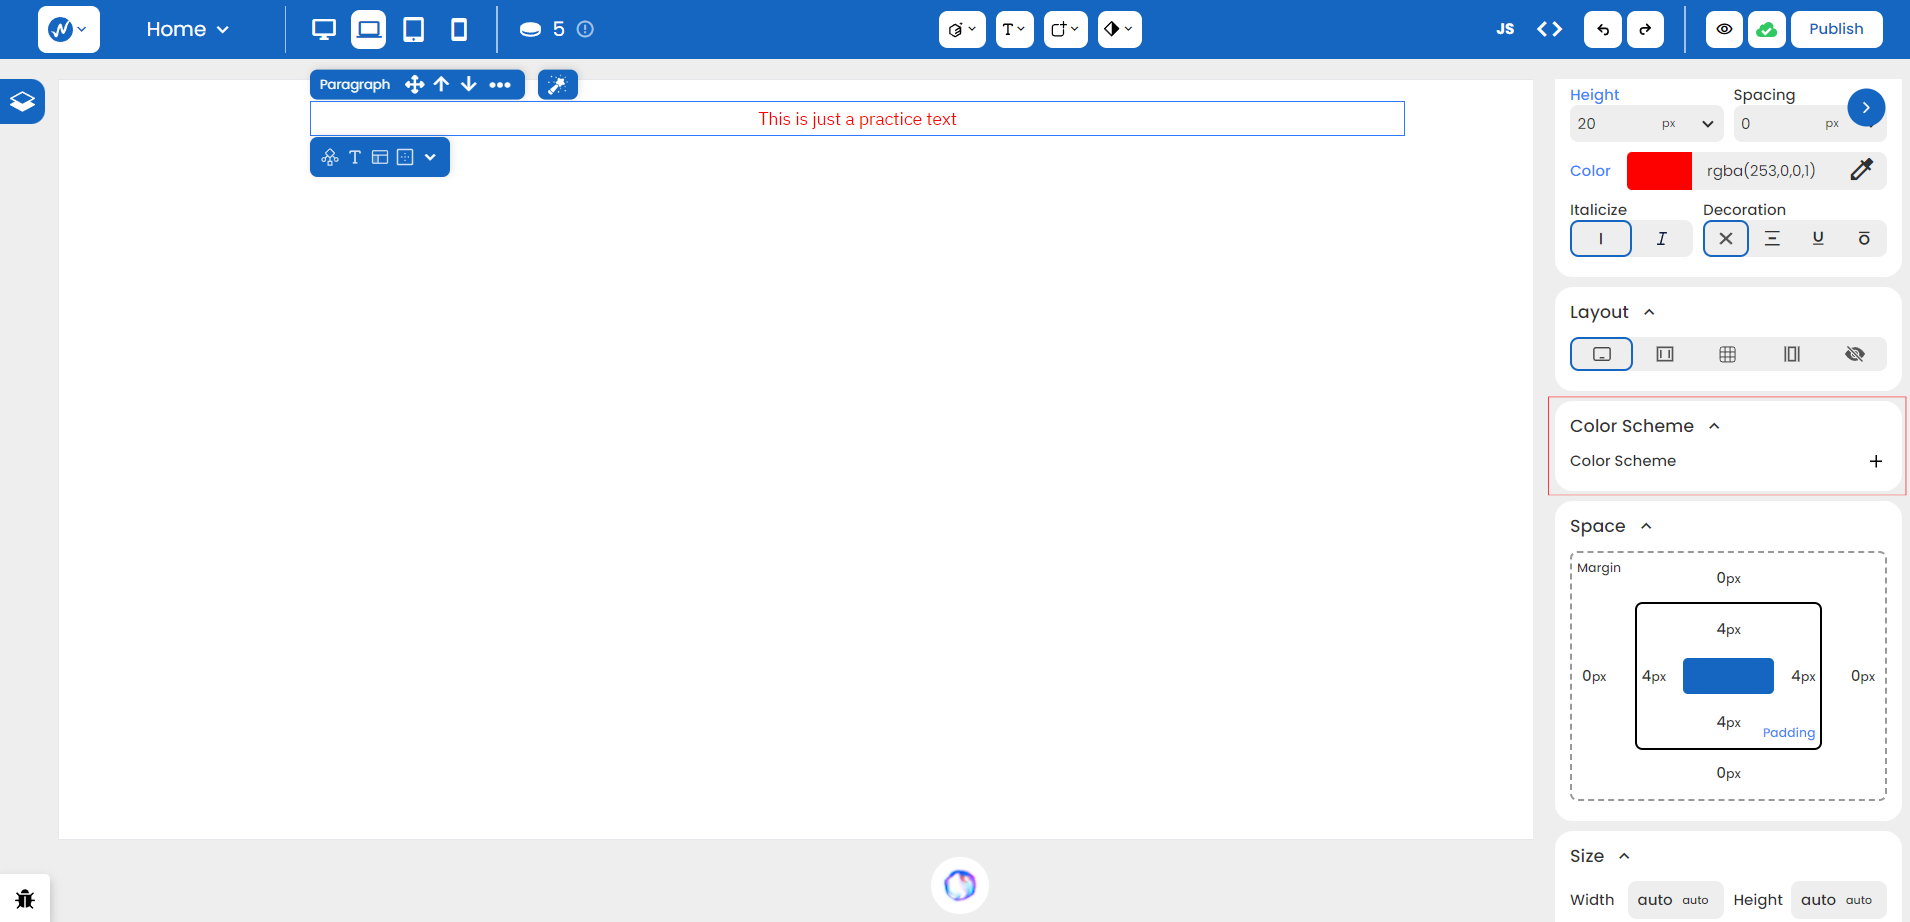 Home 5 JS Publish
Paragraph
This is just a practice text
T
Height Spacing
20 px 0 px
Color rgba(253,0,0,1)
Italicize Decoration
I I U O
Layout
Color Scheme
Color Scheme
Space
Margin
0px
4px
0px 4px 4px 0px
4px
Padding
0px
Size
Width auto auto Height auto auto